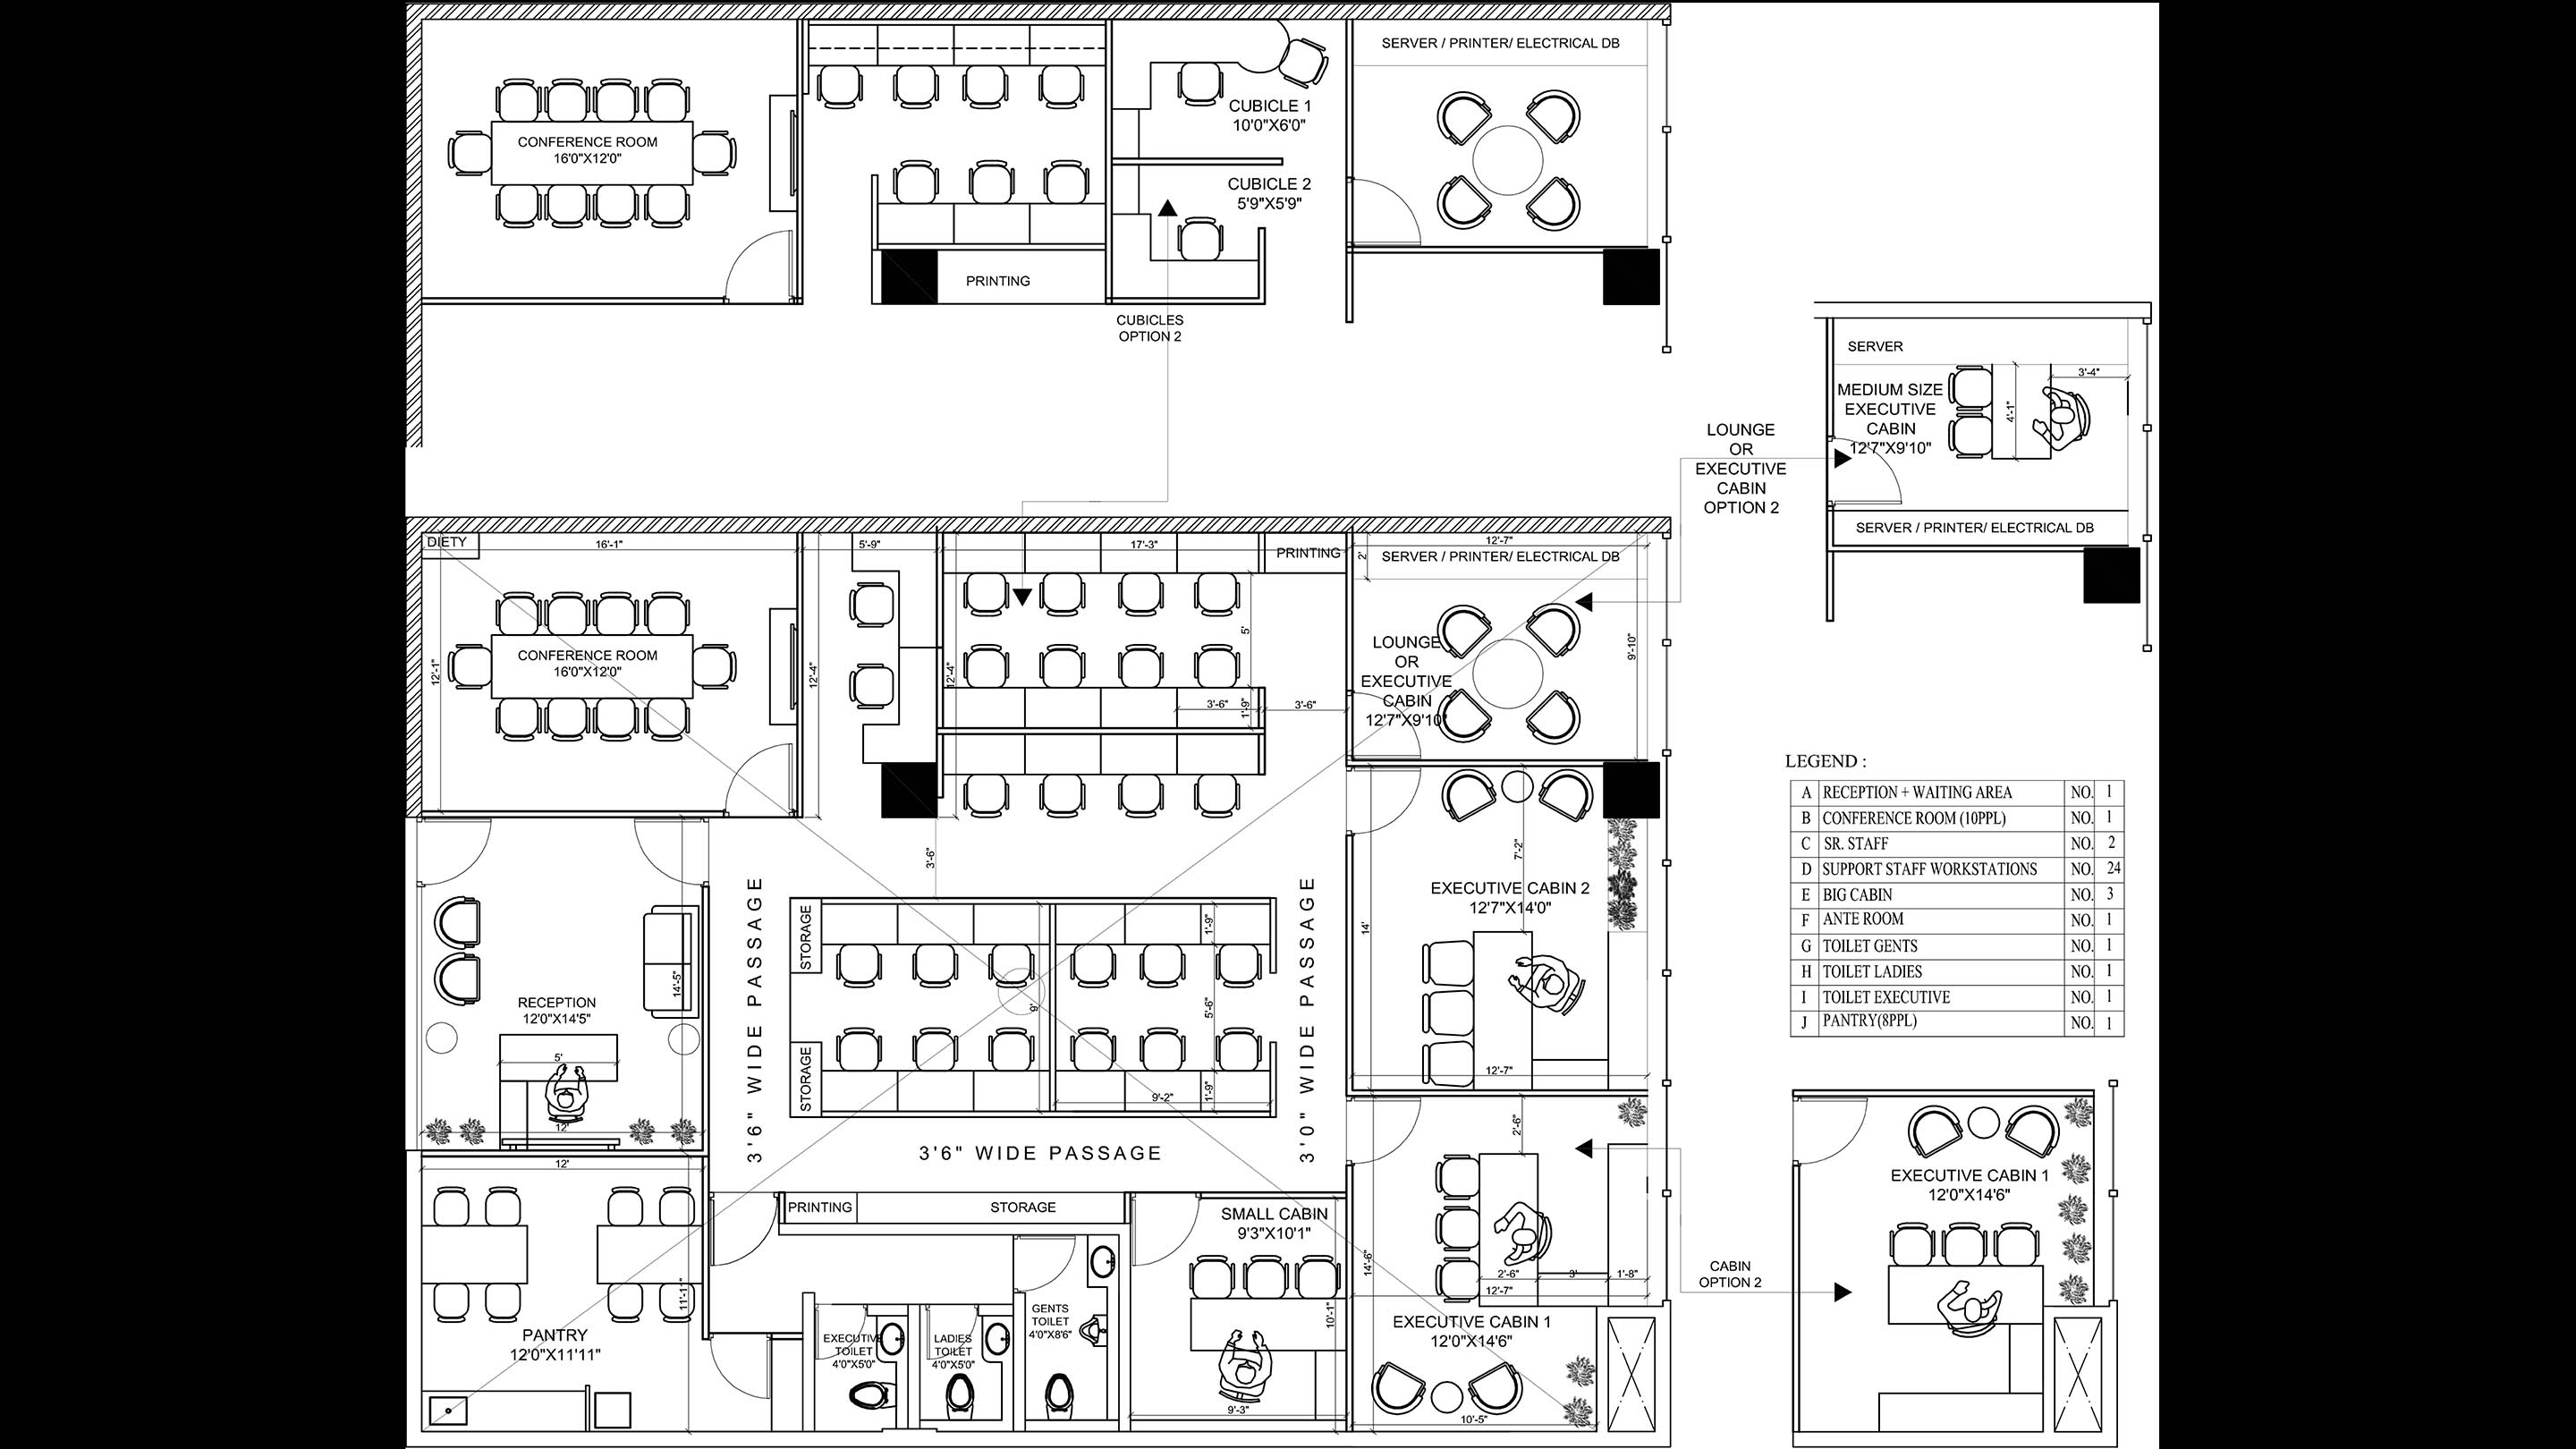 SERVER / PRINTER/ ELECTRICAL DB
CONFERENCE ROOM
16'0"X12'0"
CUBICLE 1
10'0"X6'0"
CUBICLE 2
5'9"X5'9"
PRINTING
CUBICLES
OPTION 2
SERVER
MEDIUM SIZE
EXECUTIVE
CABIN
12'7"X9'10"
3'-4"
4'-1"
SERVER / PRINTER/ ELECTRICAL DB
LOUNGE
OR
EXECUTIVE
CABIN
OPTION 2
DIETY
16'-1"
5'-9"
17'-3"
PRINTING
12'-7"
2'
SERVER / PRINTER/ ELECTRICAL DB
CONFERENCE ROOM
16'0"X12'0"
12'-1"
12'-4"
12'-4"
5'
3'-6"
1'-9"
3'-6"
LOUNGE
OR
EXECUTIVE
CABIN
12'7"X9'10"
9'-10"
3'-6"
LEGEND :
A RECEPTION + WAITING AREA NO. 1
B CONFERENCE ROOM (10PPL) NO. 1
C SR. STAFF NO. 2
D SUPPORT STAFF WORKSTATIONS NO. 24
E BIG CABIN NO. 3
F ANTE ROOM NO. 1
G TOILET GENTS NO. 1
H TOILET LADIES NO. 1
I TOILET EXECUTIVE NO. 1
J PANTRY(8PPL) NO. 1
RECEPTION
12'0"X14'5"
14'-5"
5'
12'
3'6" WIDE PASSAGE
STORAGE
STORAGE
9'
1'-9"
5'-6"
1'-9"
9'-2"
3'0" WIDE PASSAGE
3'6" WIDE PASSAGE
7'-2"
EXECUTIVE CABIN 2
12'7"X14'0"
14'
12'-7"
2'-6"
2'-6"
3'
1'-8"
12'-7"
14'-6"
EXECUTIVE CABIN 1
12'0"X14'6"
10'-5"
CABIN
OPTION 2
EXECUTIVE CABIN 1
12'0"X14'6"
12'
PANTRY
12'0"X11'11"
11'-11"
PRINTING
STORAGE
EXECUTIVE
TOILET
4'0"X5'0"
LADIES
TOILET
4'0"X5'0"
GENTS
TOILET
4'0"X8'6"
SMALL CABIN
9'3"X10'1"
10'-1"
9'-3"